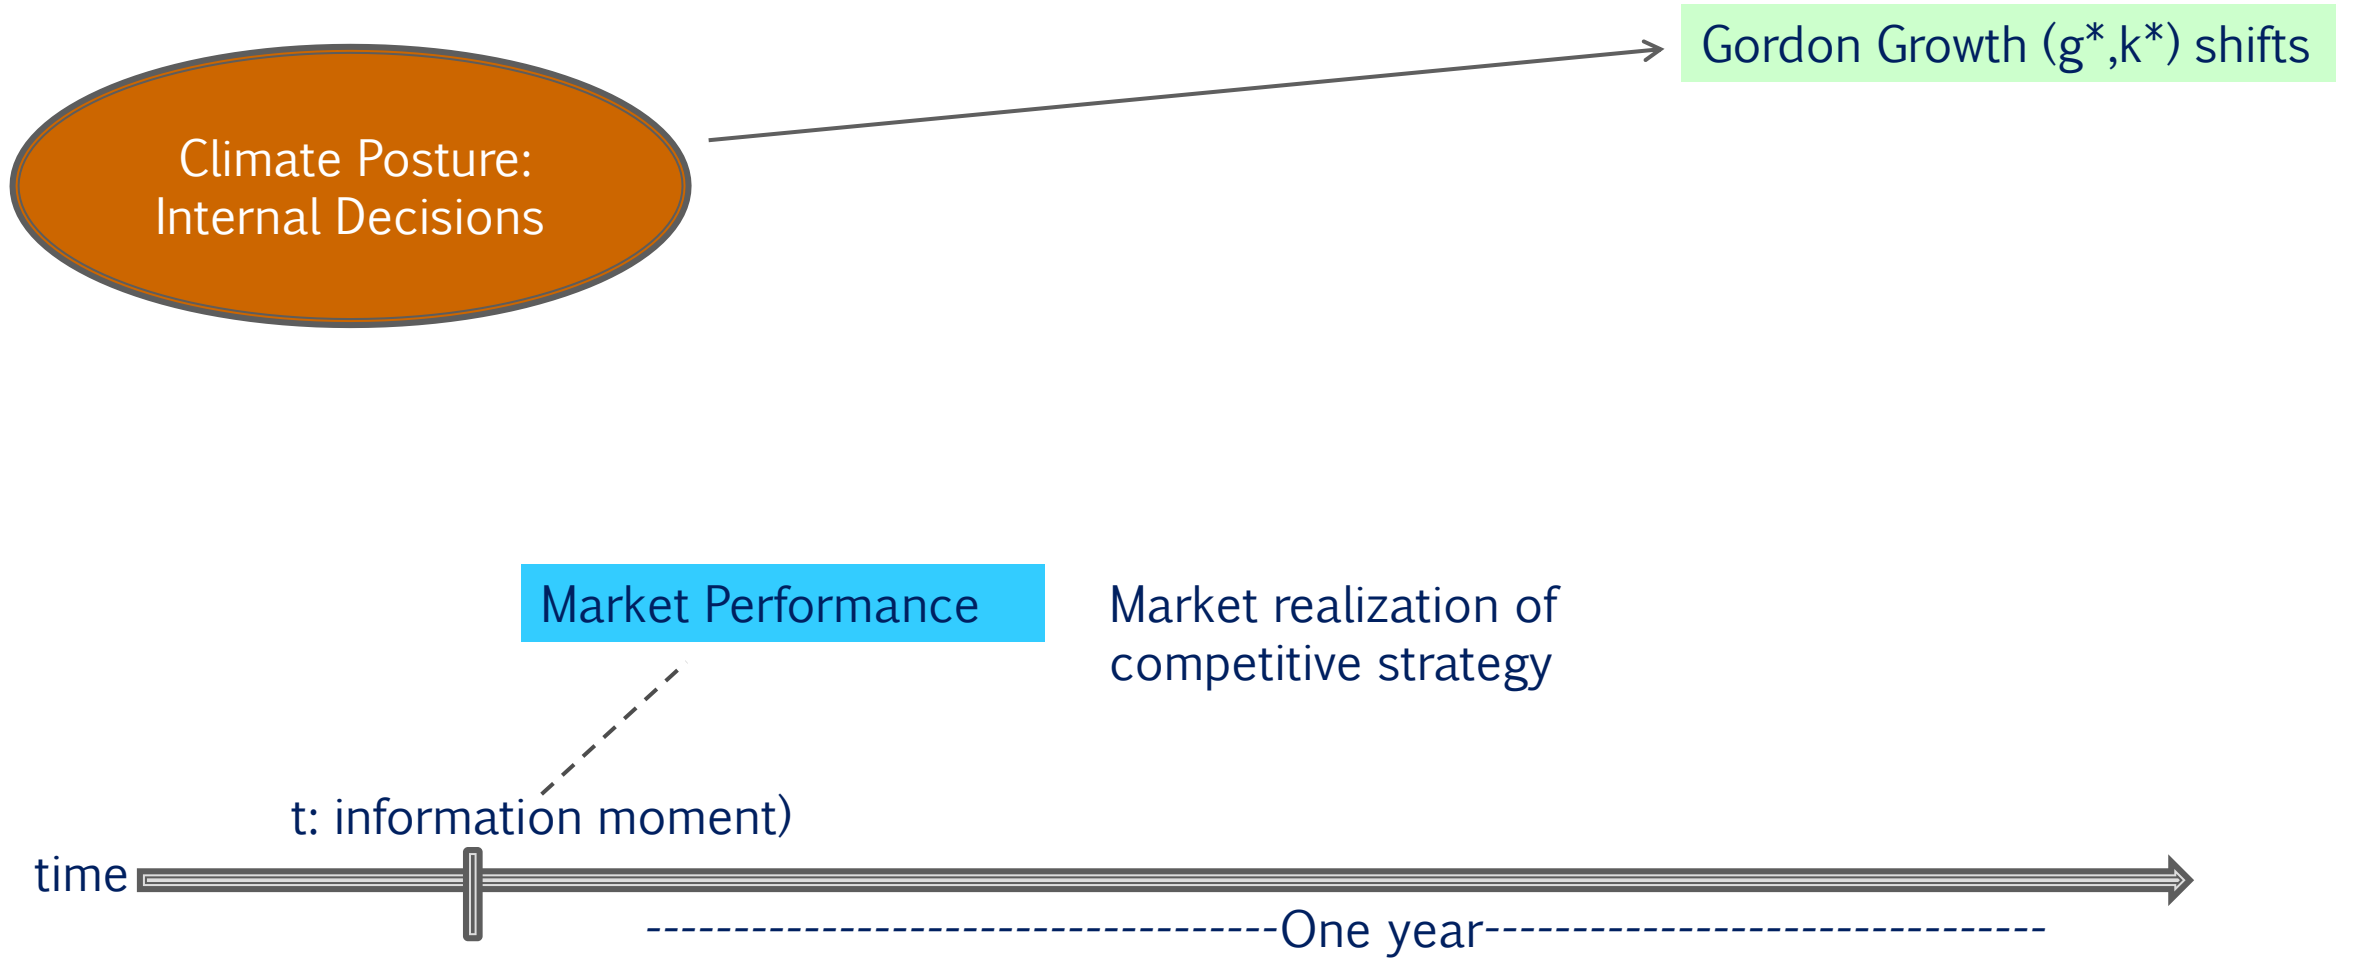 Gordon Growth (g*,k*) shifts
Climate Posture:
Internal Decisions
Market Performance
Market realization of
competitive strategy
t: information moment)
time
--------------------------------One year------------------------------